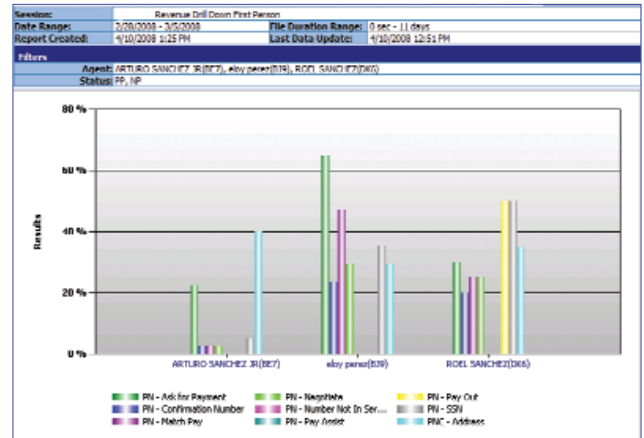 Session: Revenue Drill Down First Person
Date Range: 2/28/2008 - 3/5/2008 File Duration Range: 0 sec - 11 days
Report Created: 4/10/2008 1:25 PM Last Data Update: 4/10/2008 12:51 PM
Filters
Agent: ARTURO SANCHEZ JR(BE7), eloy perez(BJ9), ROEL SANCHEZ(DK6)
Status: PP, NP
80 %
60 %
40 %
20 %
0 %
Results
ARTURO SANCHEZ JR(BE7) eloy perez(BJ9) ROEL SANCHEZ(DK6)
PN - Ask for Payment PN - Negotiate PN - Pay Out
PN - Confirmation Number PN - Number Not In Ser... PN - SSN
PN - Match Pay PN - Pay Assist PNC - Address